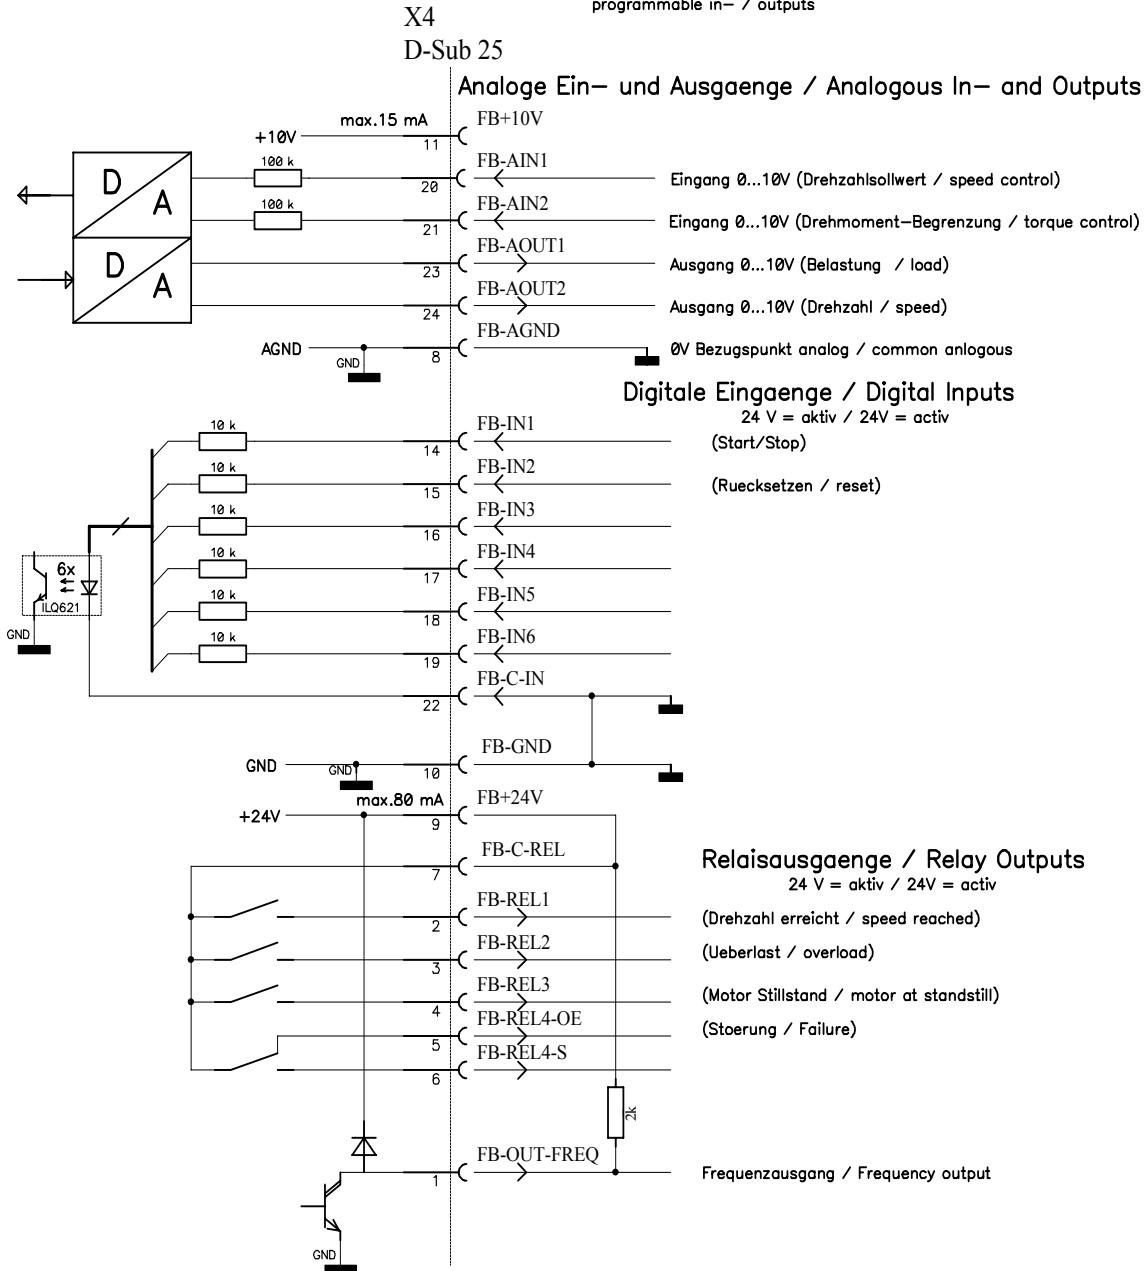 programmable in- / outputs
X4
D-Sub 25
Analoge Ein- und Ausgaenge / Analogous In- and Outputs
max.15 mA
FB+10V
+10V
11
100 k
FB-AIN1
D
A
20
Eingang 0...10V (Drehzahlsollwert / speed control)
100 k
FB-AIN2
21
Eingang 0...10V (Drehmoment-Begrenzung / torque control)
FB-AOUT1
D
A
23
Ausgang 0...10V (Belastung / load)
FB-AOUT2
24
Ausgang 0...10V (Drehzahl / speed)
FB-AGND
AGND
GND
8
0V Bezugspunkt analog / common anlogous
Digitale Eingaenge / Digital Inputs
24 V = aktiv / 24V = activ
10 k
FB-IN1
14
(Start/Stop)
10 k
FB-IN2
15
(Ruecksetzen / reset)
10 k
FB-IN3
16
10 k
FB-IN4
17
6x
ILQ621
GND
10 k
FB-IN5
18
10 k
FB-IN6
19
FB-C-IN
22
FB-GND
GND
GND
10
max.80 mA
FB+24V
+24V
9
FB-C-REL
7
Relaisausgaenge / Relay Outputs
24 V = aktiv / 24V = activ
FB-REL1
2
(Drehzahl erreicht / speed reached)
FB-REL2
3
(Ueberlast / overload)
FB-REL3
4
(Motor Stillstand / motor at standstill)
FB-REL4-OE
5
(Stoerung / Failure)
FB-REL4-S
6
2k
FB-OUT-FREQ
1
Frequenzausgang / Frequency output
GND